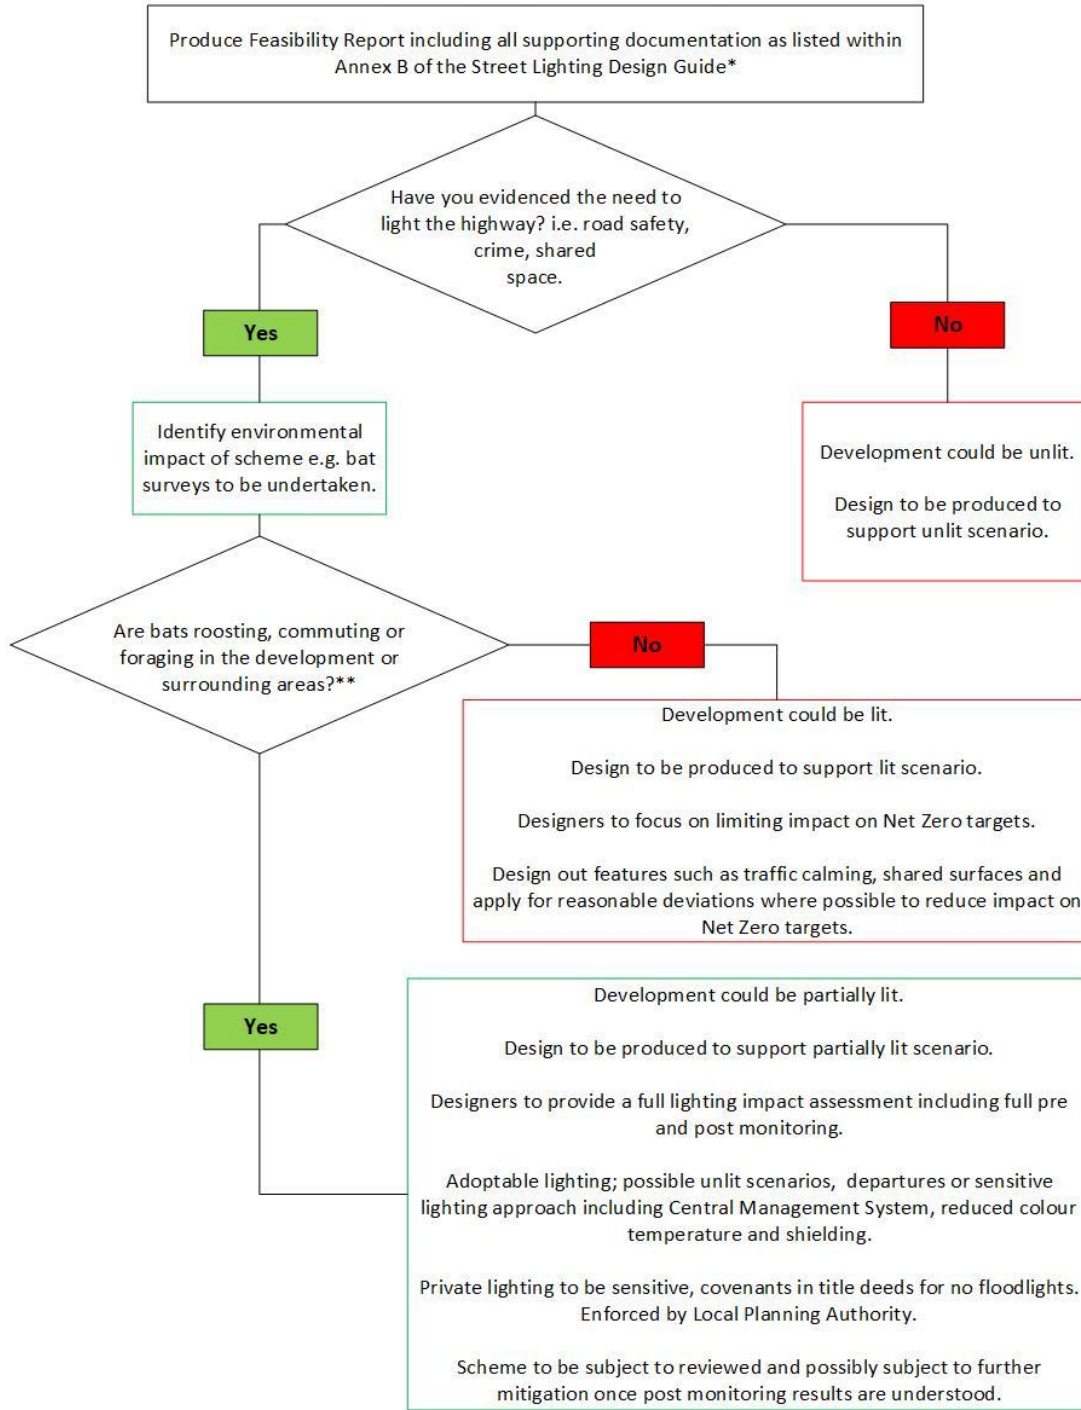 Produce Feasibility Report including all supporting documentation as listed within
Annex B of the Street Lighting Design Guide*
Have you evidenced the need to
light the highway? i.e. road safety,
crime, shared
space.
Yes
No
Identify environmental
impact of scheme e.g. bat
surveys to be undertaken.
Development could be unlit.
Design to be produced to
support unlit scenario.
Are bats roosting, commuting or
foraging in the development or
surrounding areas?**
No
Development could be lit.
Design to be produced to support lit scenario.
Designers to focus on limiting impact on Net Zero targets.
Design out features such as traffic calming, shared surfaces and
apply for reasonable deviations where possible to reduce impact on
Net Zero targets.
Yes
Development could be partially lit.
Design to be produced to support partially lit scenario.
Designers to provide a full lighting impact assessment including full pre
and post monitoring.
Adoptable lighting; possible unlit scenarios, departures or sensitive
lighting approach including Central Management System, reduced colour
temperature and shielding.
Private lighting to be sensitive, covenants in title deeds for no floodlights.
Enforced by Local Planning Authority.
Scheme to be subject to reviewed and possibly subject to further
mitigation once post monitoring results are understood.